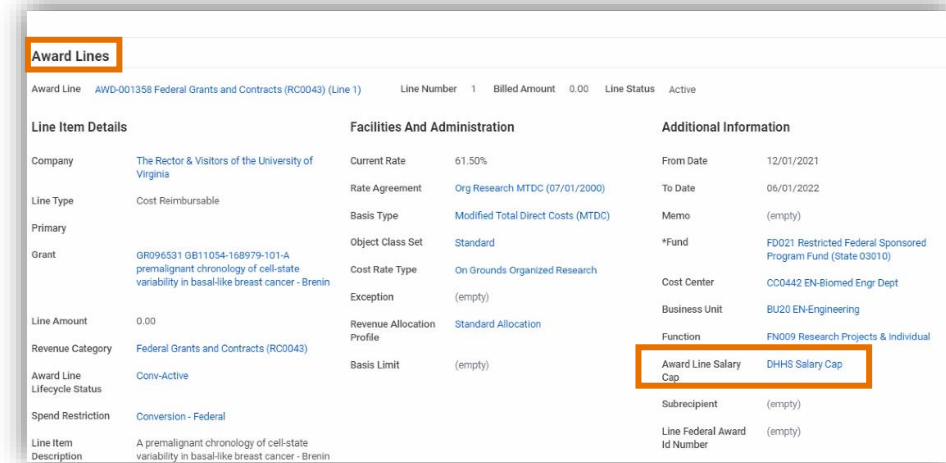 Award Lines
Award Line AWD-001358 Federal Grants and Contracts (RC0043) (Line 1) Line Number 1 Billed Amount 0.00 Line Status Active
Line Item Details
Company The Rector & Visitors of the University of
Virginia
Line Type Cost Reimbursable
Primary
Grant GR096531 GB11054-168979-101-A
premalignant chronology of cell-state
variability in basal-like breast cancer - Brenin
Line Amount 0.00
Revenue Category Federal Grants and Contracts (RC0043)
Award Line Conv-Active
Lifecycle Status
Spend Restriction Conversion - Federal
Line Item A premalignant chronology of cell-state
Description variability in basal-like breast cancer - Brenin
Facilities And Administration
Current Rate 61.50%
Rate Agreement Org Research MTDC (07/01/2000)
Basis Type Modified Total Direct Costs (MTDC)
Object Class Set Standard
Cost Rate Type On Grounds Organized Research
Exception (empty)
Revenue Allocation Standard Allocation
Profile
Basis Limit (empty)
Additional Information
From Date 12/01/2021
To Date 06/01/2022
Memo (empty)
*Fund FD021 Restricted Federal Sponsored
Program Fund (State 03010)
Cost Center CC0442 EN-Biomed Engr Dept
Business Unit BU20 EN-Engineering
Function FN009 Research Projects & Individual
Award Line Salary DHHS Salary Cap
Cap
Subrecipient (empty)
Line Federal Award (empty)
Id Number